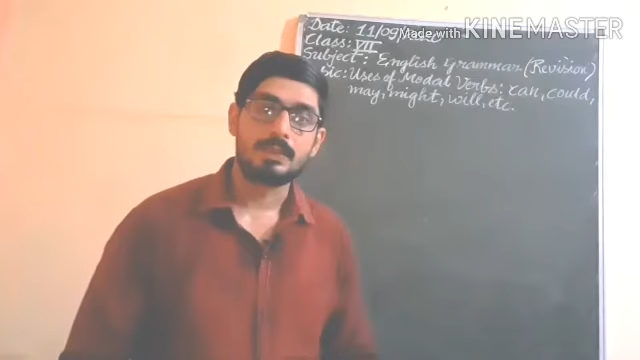 Date: 11/09/
Made with KINEMASTER
Class: VII
Subject: English Grammar (Revision)
Uses of Modal Verbs: can, could,
may, might, will, etc.